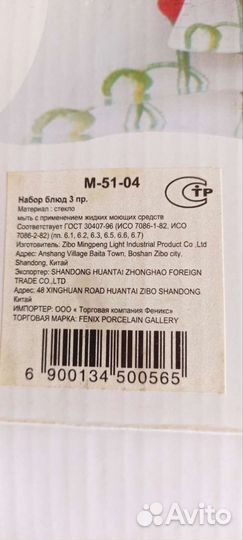 М-51-04
Набор блюд 3 пр.
Материал : стекло
мыть с применением жидких моющих средств
Соответствует ГОСТ 30407-96 (ИСО 7086-1-82, ИСО
7086-2-82) (пп. 6.1, 6.2, 6.3, 6.5, 6.6, 6.7)
Изготовитель: Zibo Mingpeng Light Industrial Product Co ,Ltd
Адрес: Anshang Village Baita Town, Boshan Zibo city,
Shandong, Китай
Экспортер: SHANDONG HUANTAI ZHONGHAO FOREIGN
TRADE CO.,LTD
Адрес: 48 XINGHUAN ROAD HUANTAI ZIBO SHANDONG.
Китай
ИМПОРТЕР: ООО « Торговая компания Феникс»
ТОРГОВАЯ МАРКА: FENIX PORCELAIN GALLERY
6 900134 500565
Avito